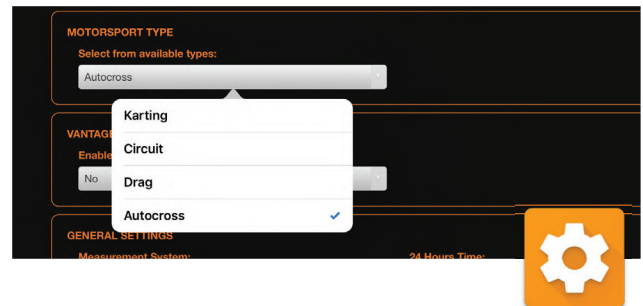 MOTORSPORT TYPE
Select from available types:
Autocross
Karting
Circuit
Drag
Autocross
VANTAG
Enable
No
GENERAL SETTINGS
Measurement System:
24 Hours Time: